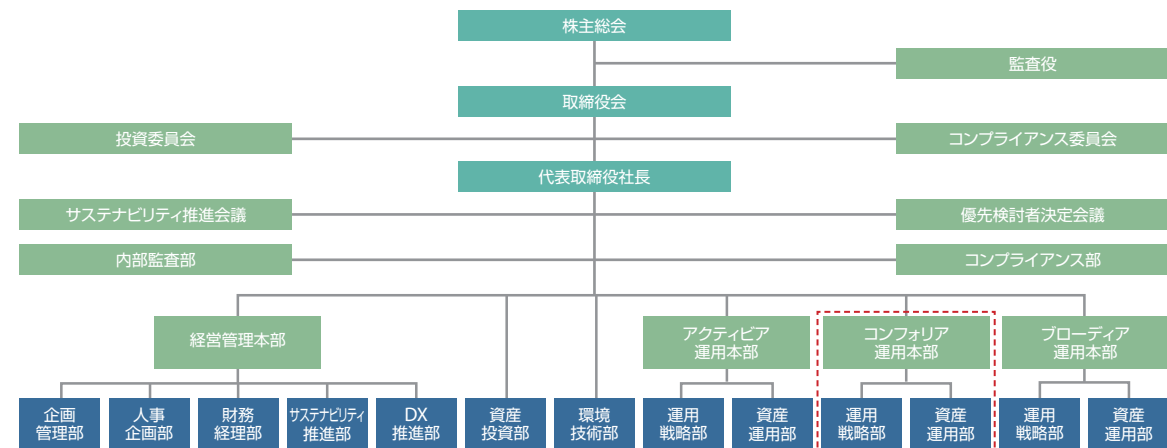 株主総会
監査役
取締役会
投資委員会
コンプライアンス委員会
代表取締役社長
サステナビリティ推進会議
優先検討者決定会議
内部監査部
コンプライアンス部
経営管理本部
アクティビア
運用本部
コンフォリア
運用本部
ブローディア
運用本部
企画
管理部
人事
企画部
財務
経理部
サステナビリティ
推進部
DX
推進部
資産
投資部
環境
技術部
運用
戦略部
資産
運用部
運用
戦略部
資産
運用部
運用
戦略部
資産
運用部